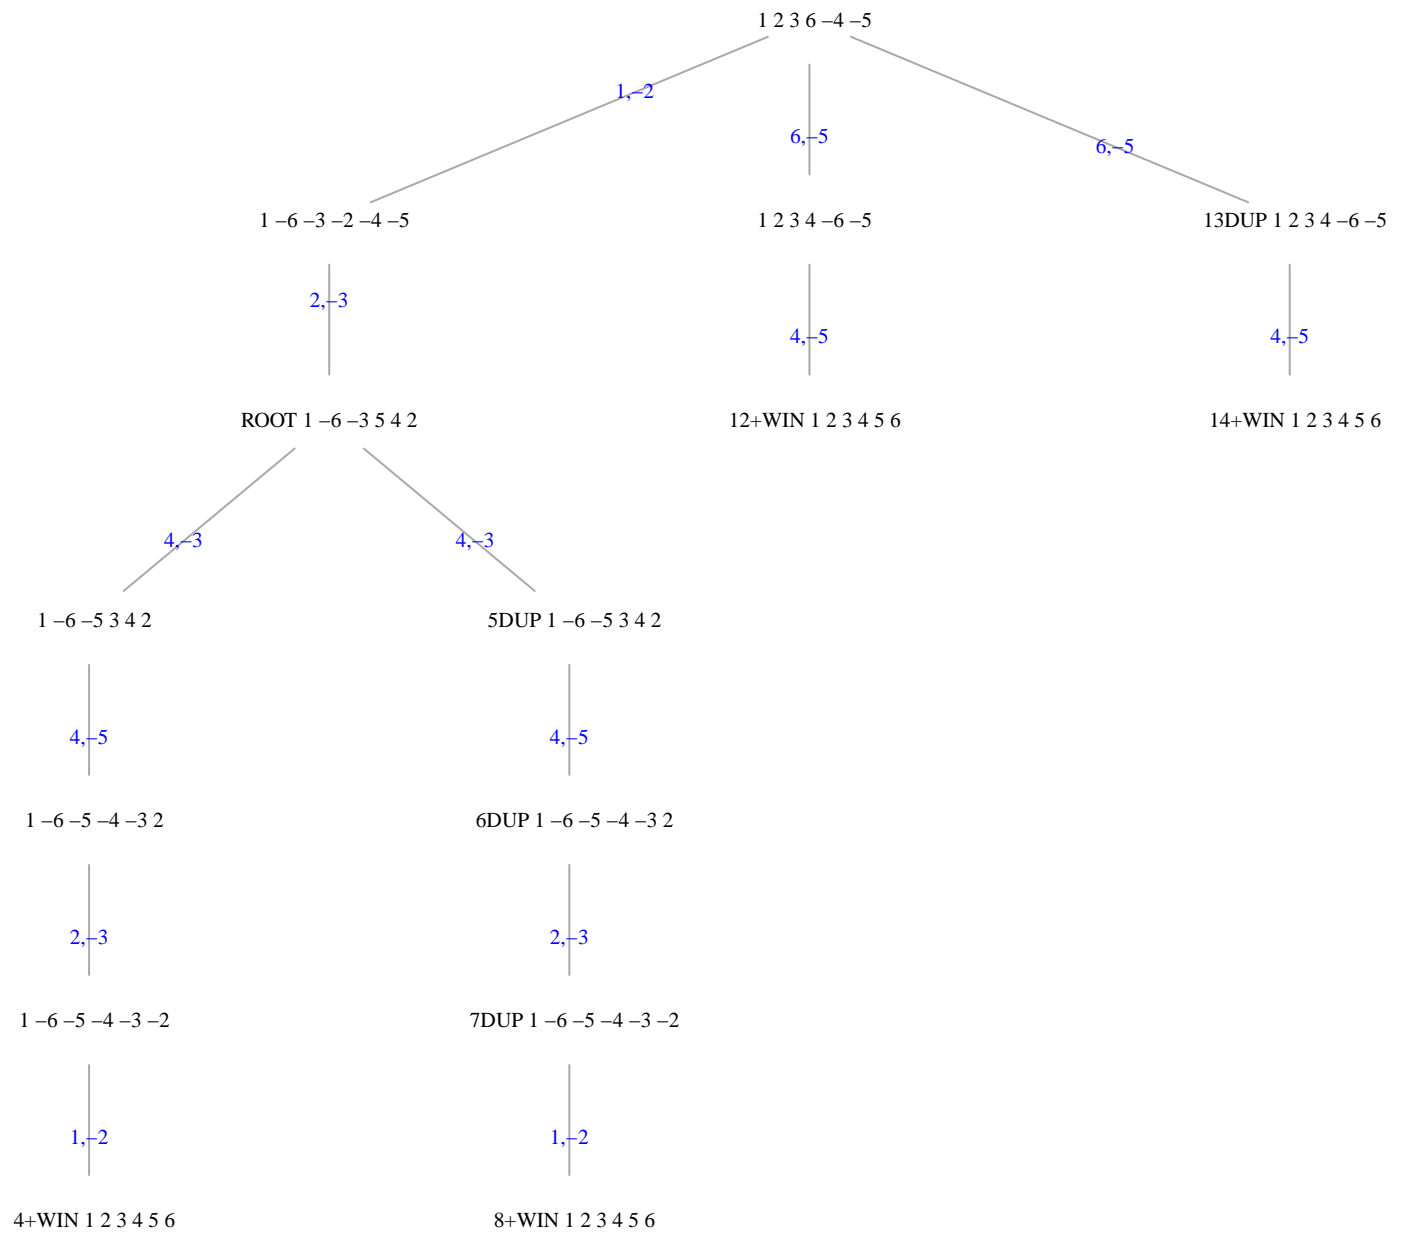 1 2 3 6 –4 –5
1,–2
6,–5
6,–5
1 –6 –3 –2 –4 –5
1 2 3 4 –6 –5
13DUP 1 2 3 4 –6 –5
2,–3
4,–5
4,–5
ROOT 1 –6 –3 5 4 2
12+WIN 1 2 3 4 5 6
14+WIN 1 2 3 4 5 6
4,–3
4,–3
1 –6 –5 3 4 2
5DUP 1 –6 –5 3 4 2
4,–5
4,–5
1 –6 –5 –4 –3 2
6DUP 1 –6 –5 –4 –3 2
2,–3
2,–3
1 –6 –5 –4 –3 –2
7DUP 1 –6 –5 –4 –3 –2
1,–2
1,–2
4+WIN 1 2 3 4 5 6
8+WIN 1 2 3 4 5 6